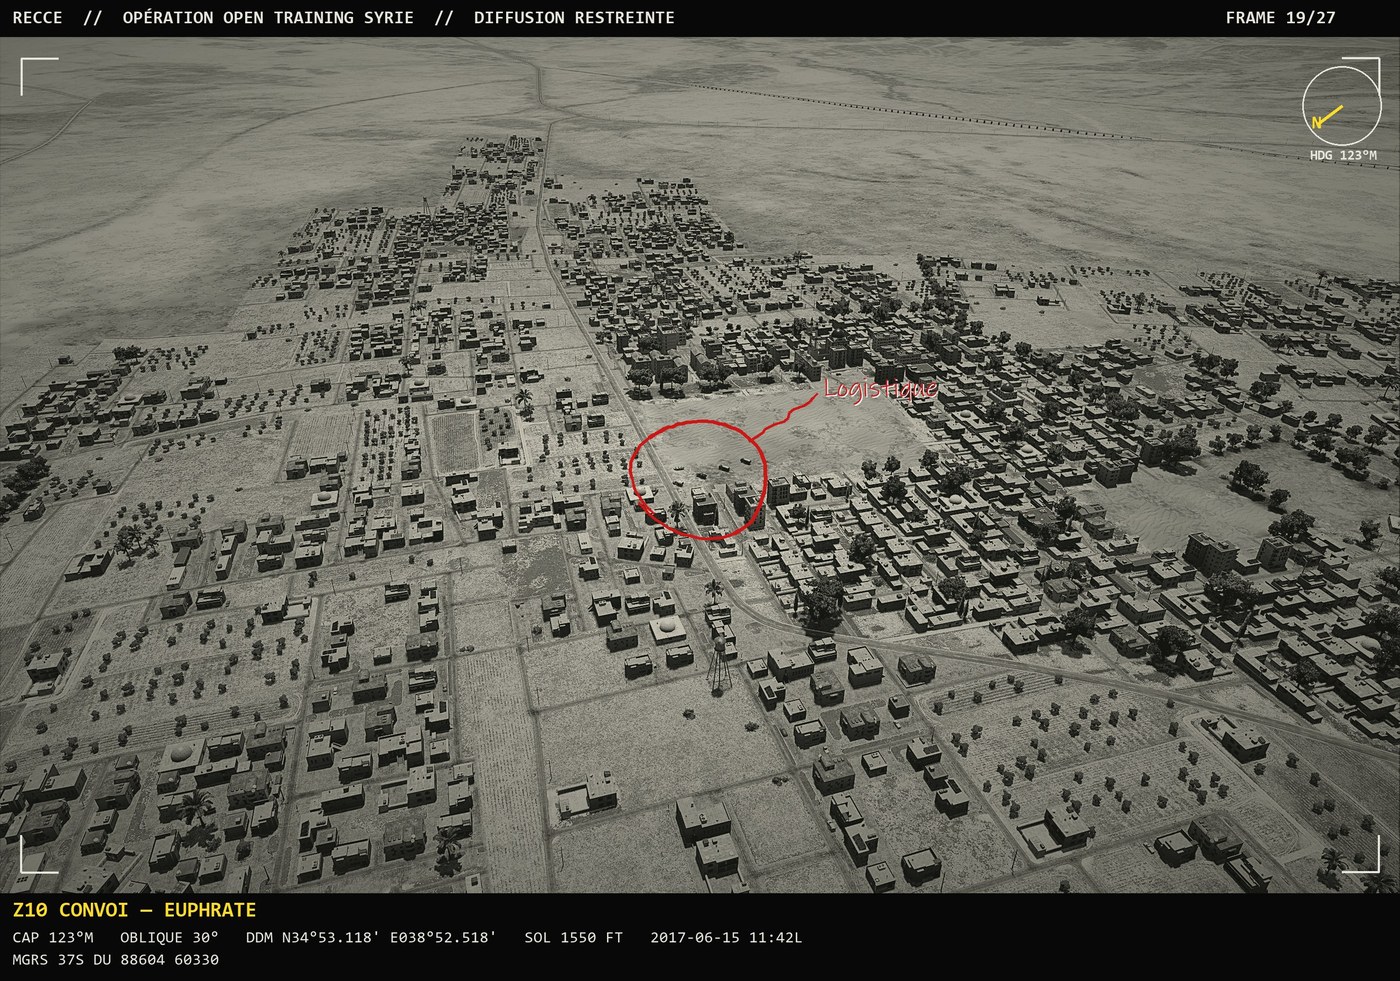 RECCE // OPÉRATION OPEN TRAINING SYRIE // DIFFUSION RESTREINTE
FRAME 19/27
N
HDG 123°M
Logistique
Z10 CONVOI — EUPHRATE
CAP 123°M OBLIQUE 30° DDM N34°53.118' E038°52.518' SOL 1550 FT 2017-06-15 11:42L
MGRS 37S DU 88604 60330